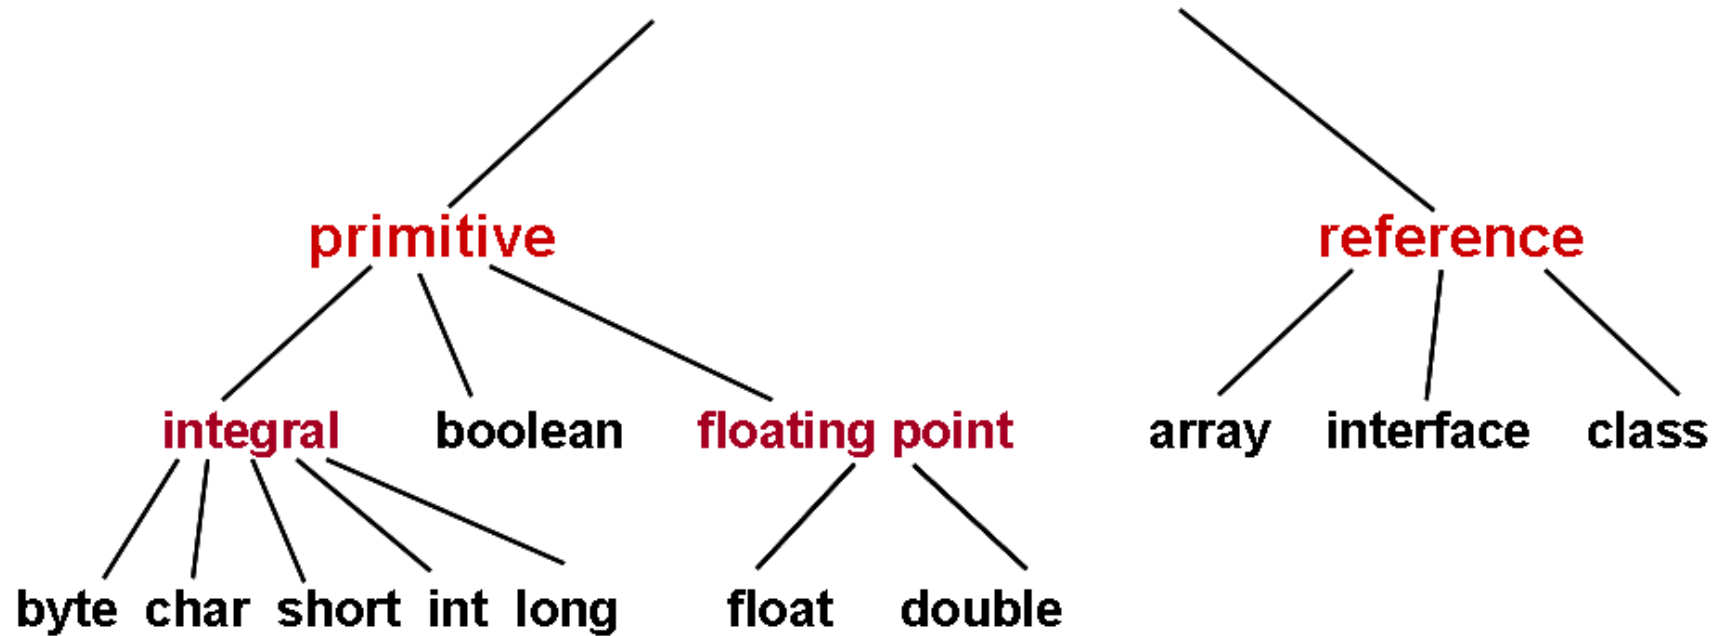 primitive reference
integral boolean floating point array interface class
byte char short int long float double